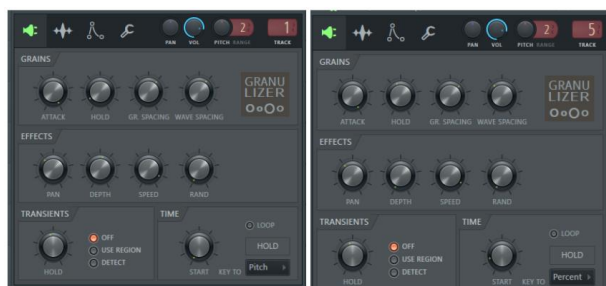 PAN VOL PITCH RANGE 2 1 TRACK
GRAINS
ATTACK HOLD GR. SPACING WAVE SPACING
GRANU
LIZER
EFFECTS
PAN DEPTH SPEED RAND
TRANSIENTS
HOLD
OFF
USE REGION
DETECT
TIME
LOOP
HOLD
START KEY TO Pitch
PAN VOL PITCH RANGE 2 5 TRACK
GRAINS
ATTACK HOLD GR. SPACING WAVE SPACING
GRANU
LIZER
EFFECTS
PAN DEPTH SPEED RAND
TRANSIENTS
HOLD
OFF
USE REGION
DETECT
TIME
LOOP
HOLD
START KEY TO Percent